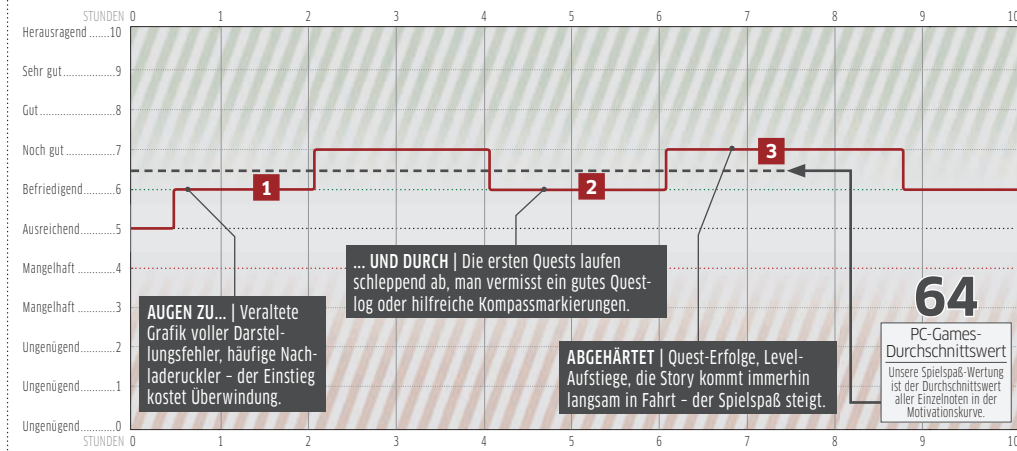 STUNDEN 0 1 2 3 4 5 6 7 8 9 10
Herausragend ......10
Sehr gut................9
Gut......................8
Noch gut ..............7
Befriedigend..........6
Ausreichend...........5
Mangelhaft ...........4
Mangelhaft ...........3
Ungenügend ..........2
Ungenügend ..........1
Ungenügend ..........0
STUNDEN 0 1 2 3 4 5 6 7 8 9 10
1
2
3
AUGEN ZU... | Veraltete
Grafik voller Darstel-
lungsfehler, häufige Nach-
laderuckler – der Einstieg
kostet Überwindung.
... UND DURCH | Die ersten Quests laufen
schleppend ab, man vermisst ein gutes Quest-
log oder hilfreiche Kompassmarkierungen.
ABGEHÄRTET | Quest-Erfolge, Level-
Aufstiege, die Story kommt immerhin
langsam in Fahrt – der Spielspaß steigt.
64
PC-Games-
Durchschnittswert
Unsere Spielspaß-Wertung
ist der Durchschnittswert
aller Einzelnoten in der
Motivationskurve.